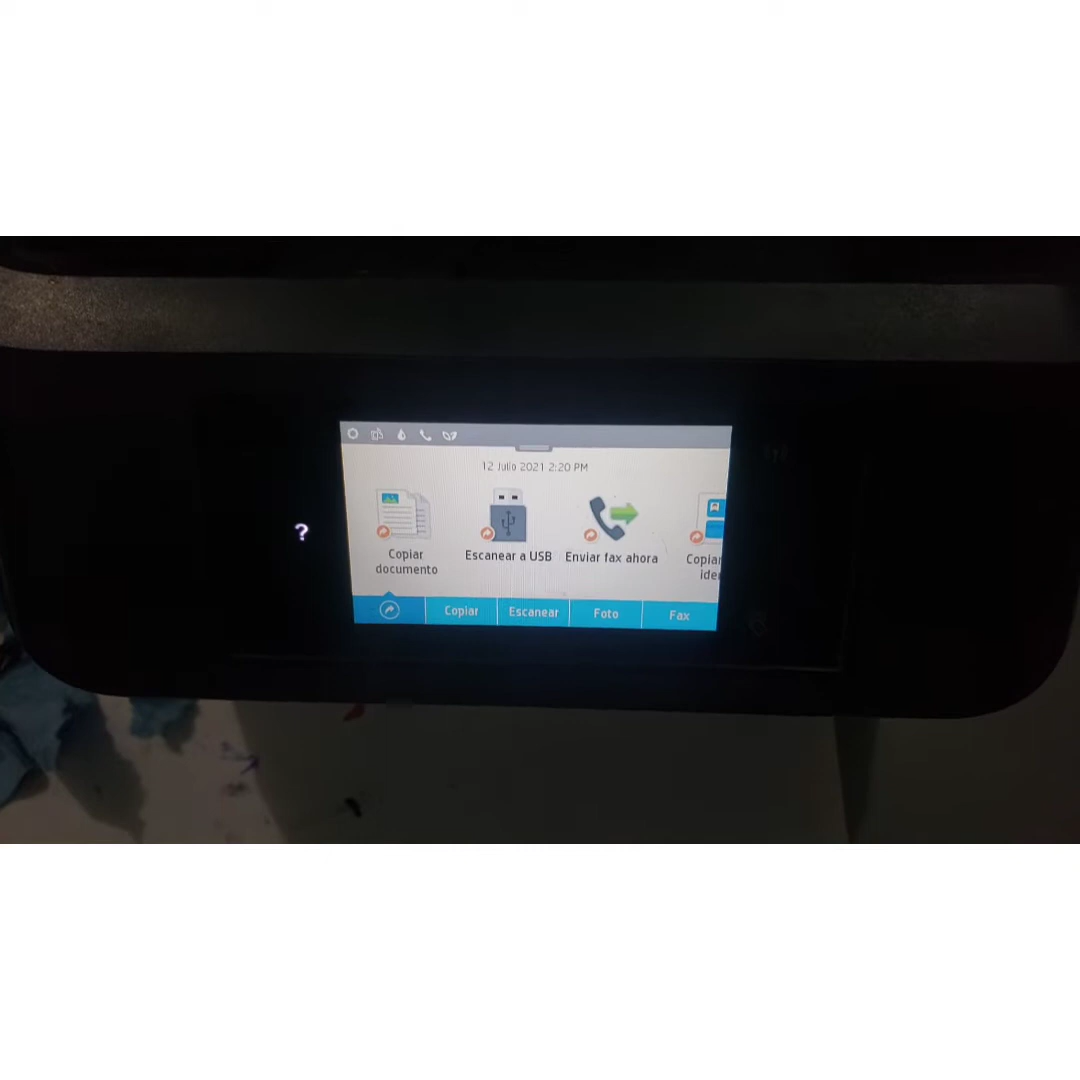 12 Julio 2021 2:20 PM
Copiar
documento
Escanear a USB
Enviar fax ahora
Copiar
ide
?
Copiar
Escanear
Foto
Fax